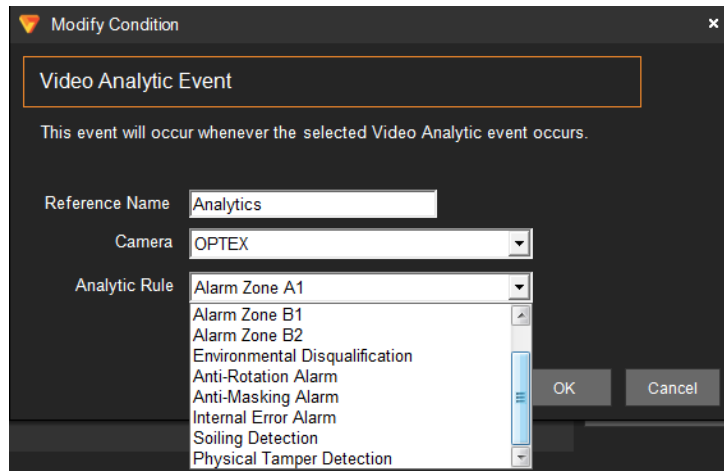 Modify Condition
Video Analytic Event
This event will occur whenever the selected Video Analytic event occurs.
Reference Name Analytics
Camera OPTEX
Analytic Rule Alarm Zone A1
Alarm Zone B1
Alarm Zone B2
Environmental Disqualification
Anti-Rotation Alarm
Anti-Masking Alarm
Internal Error Alarm
Soiling Detection
Physical Tamper Detection
OK Cancel